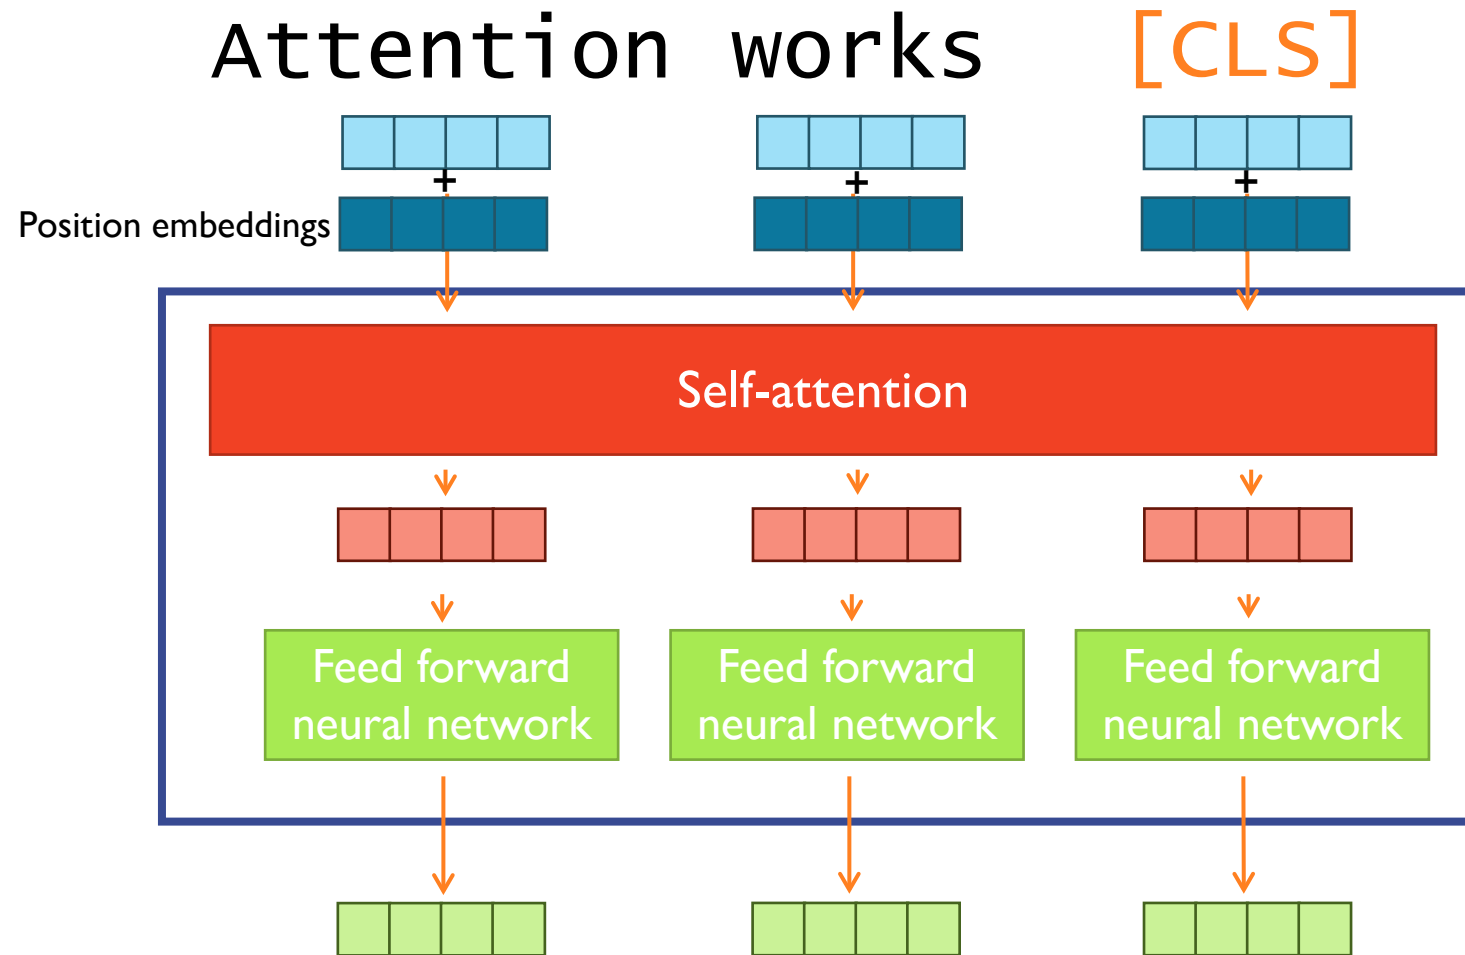 Attention works [CLS]
+ + +
Position embeddings
Self-attention
Feed forward
neural network
Feed forward
neural network
Feed forward
neural network